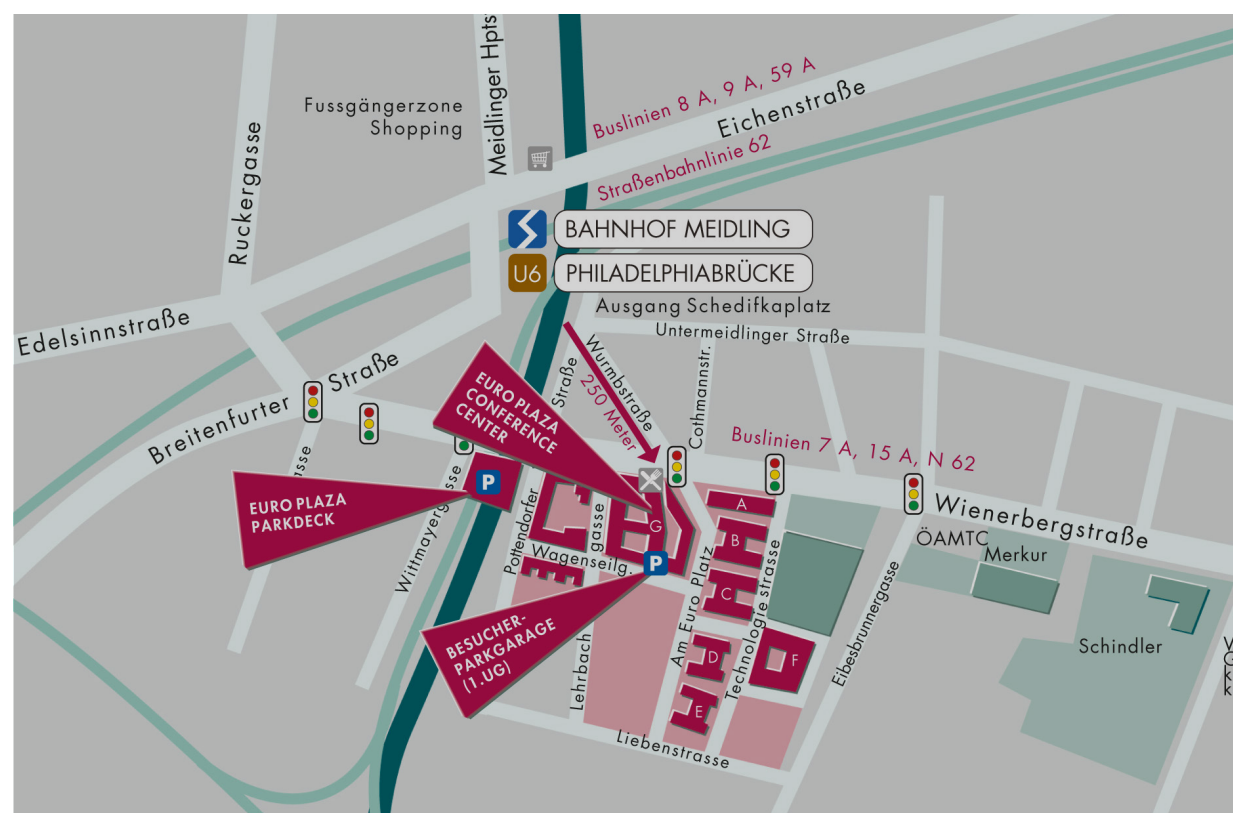 Meidlinger Hptst
Buslinien 8 A, 9 A, 59 A
Eichenstraße
Fussgängerzone
Shopping
Ruckergasse
Straßenbahnlinie 62
BAHNHOF MEIDLING
U6 PHILADELPHIABRÜCKE
Ausgang Schedifkaplatz
Untermeidlinger Straße
Edelsinnstraße
Breitenfurter Straße
Wurmbstraße
250 Meter
Cothmannstr.
EURO PLAZA
CONFERENCE
CENTER
Buslinien 7 A, 15 A, N 62
Wienerbergstraße
EURO PLAZA
PARKDECK
P
Wittmayergasse
Pottendorfer Straße
Wagenseilg.
gasse
Lehrbach
G
P
A
B
C
D
E
F
Am Euro Platz
Technologie strasse
Eibesbrunnergasse
ÖAMTC
Merkur
Schindler
BESUCHER-
PARKGARAGE
(1.UG)
Liebenstrasse